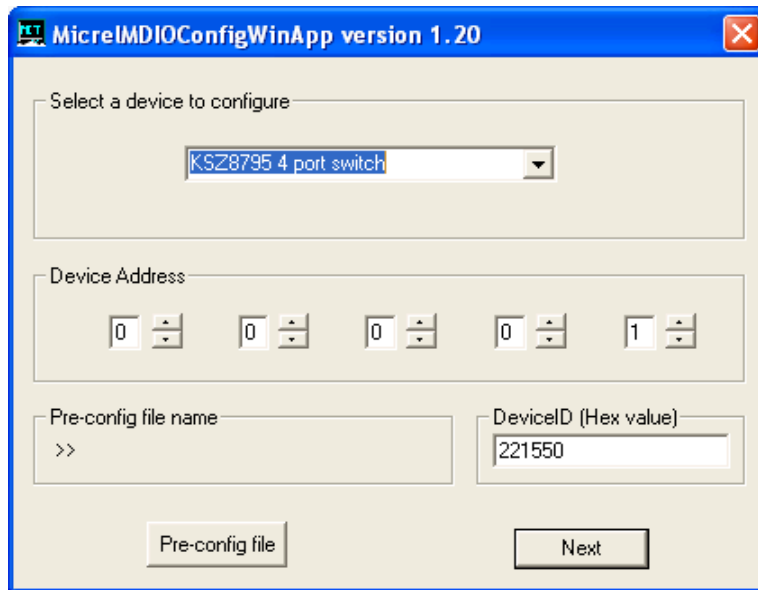 MicrelMDIOConfigWinApp version 1.20
Select a device to configure
KSZ8795 4 port switch
Device Address
0 0 0 0 1
Pre-config file name
>>
DeviceID (Hex value)
221550
Pre-config file
Next